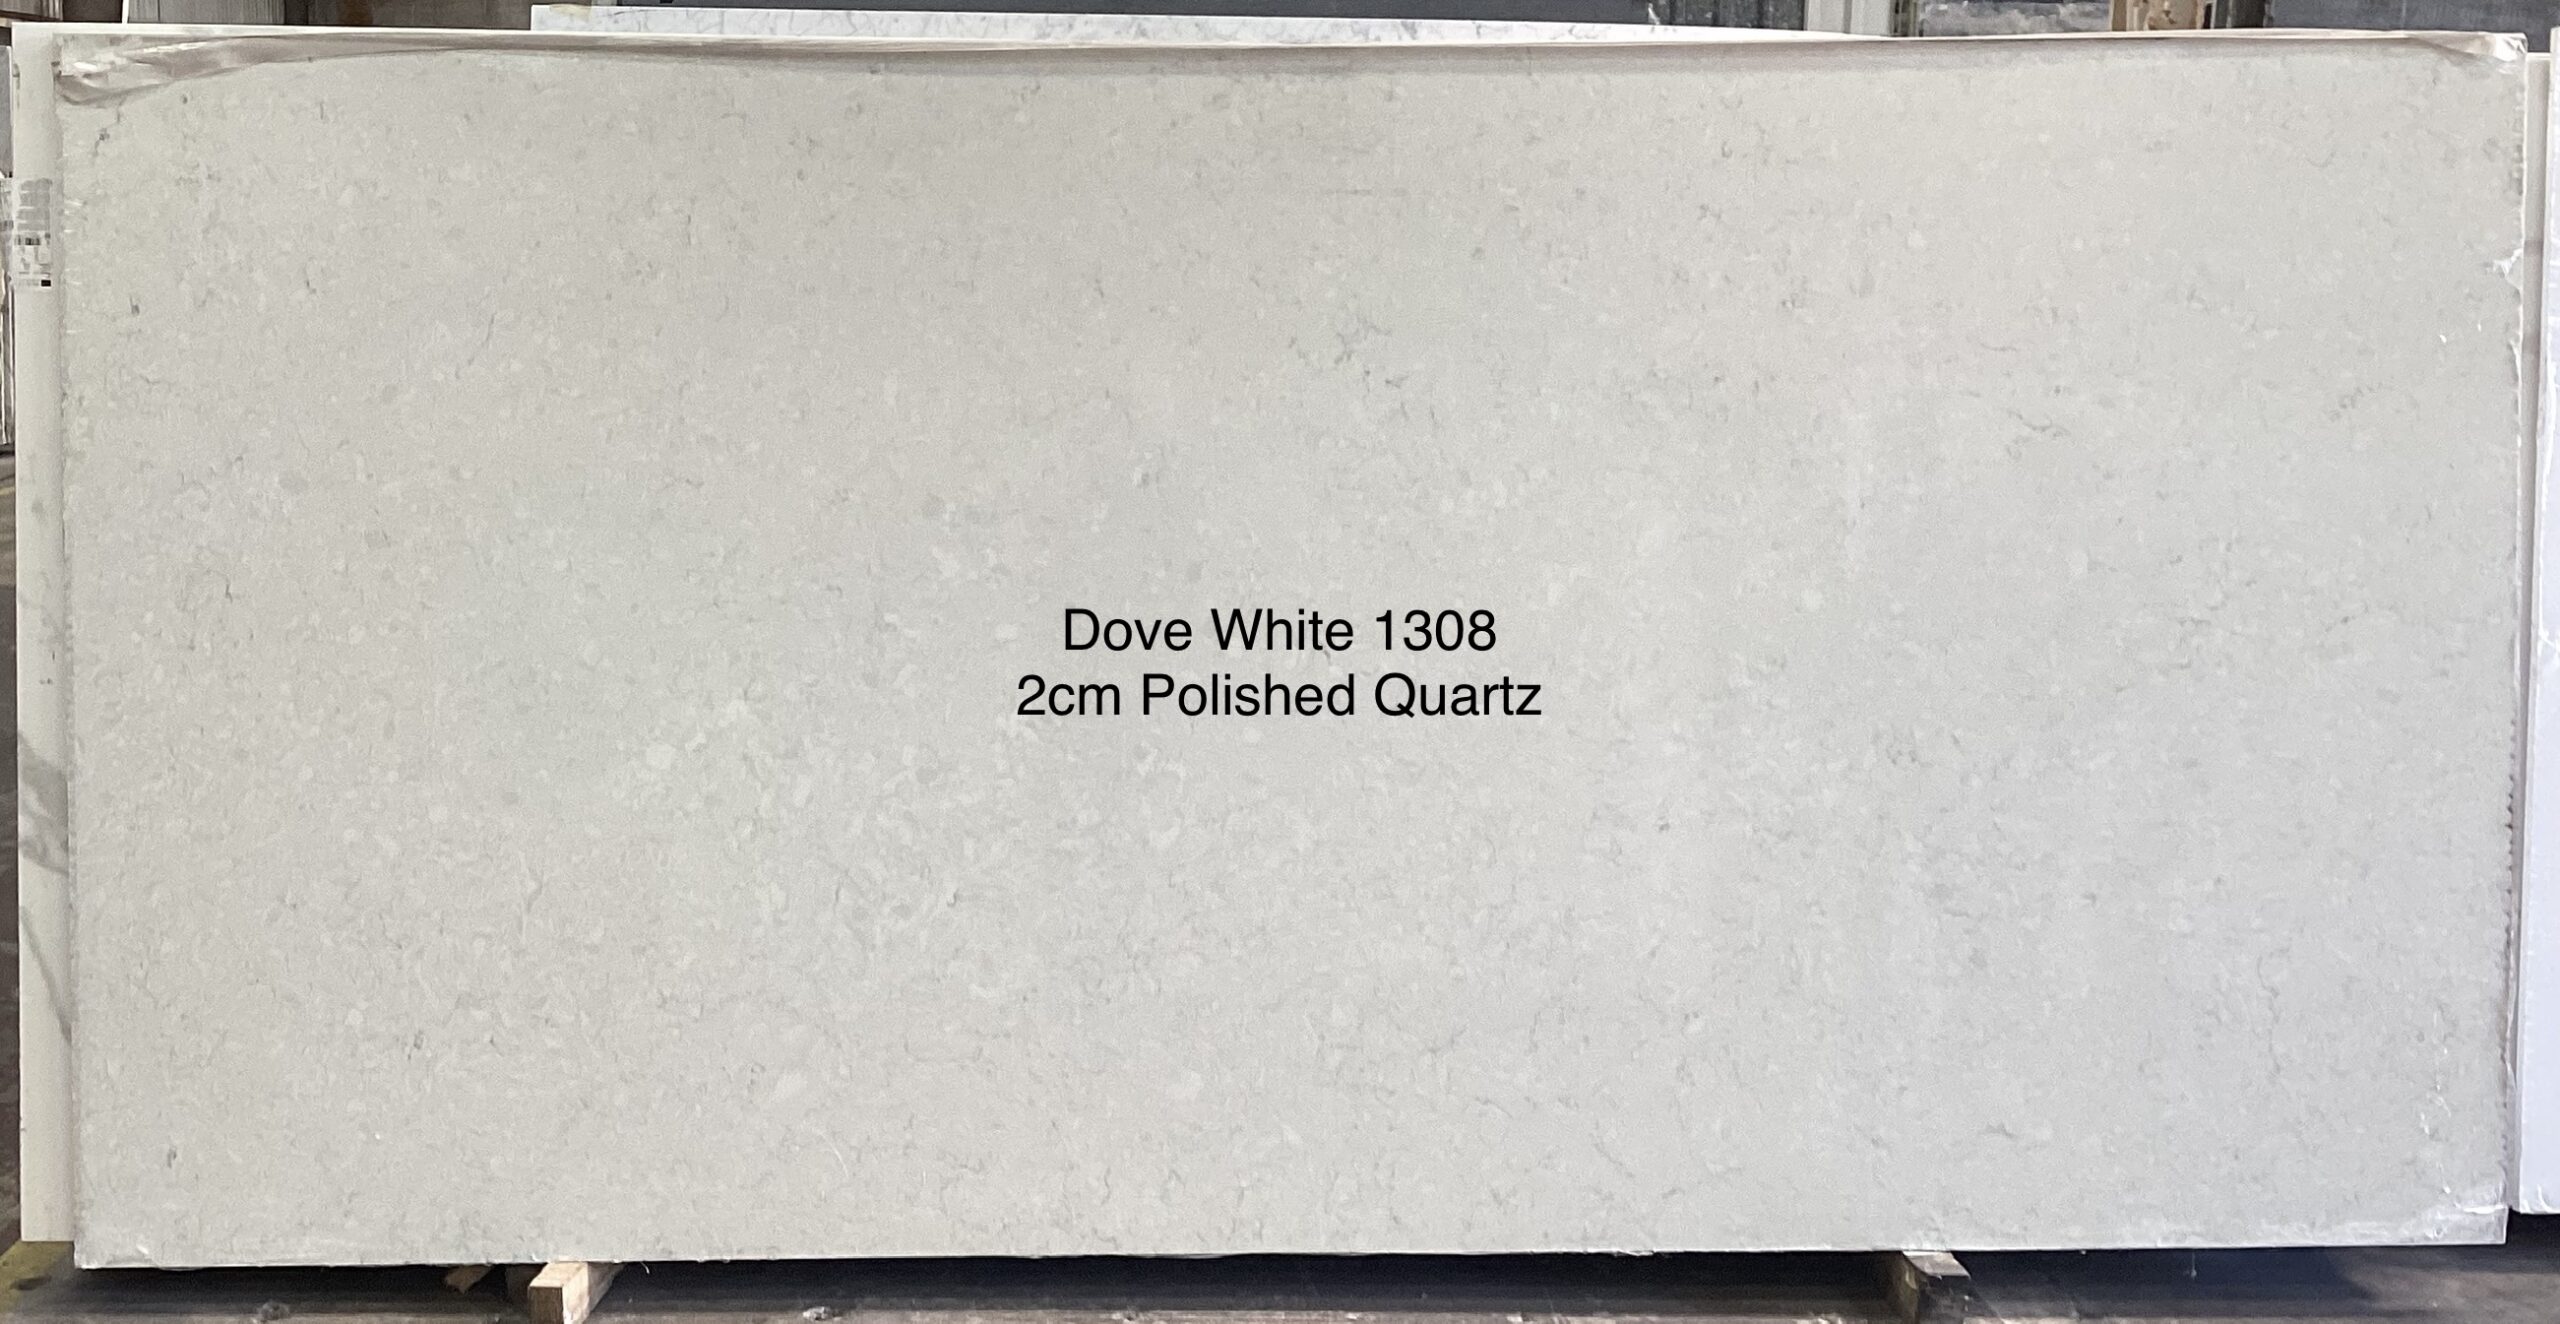 Dove White 1308
2cm Polished Quartz